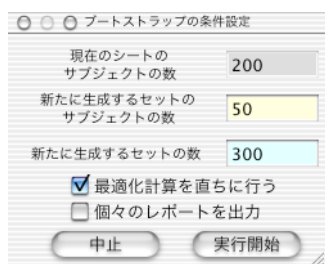 ブートストラップの条件設定
現在のシートの
サブジェクトの数
200
新たに生成するセットの
サブジェクトの数
50
新たに生成するセットの数
300
最適化計算を直ちに行う
個々のレポートを出力
中止
実行開始